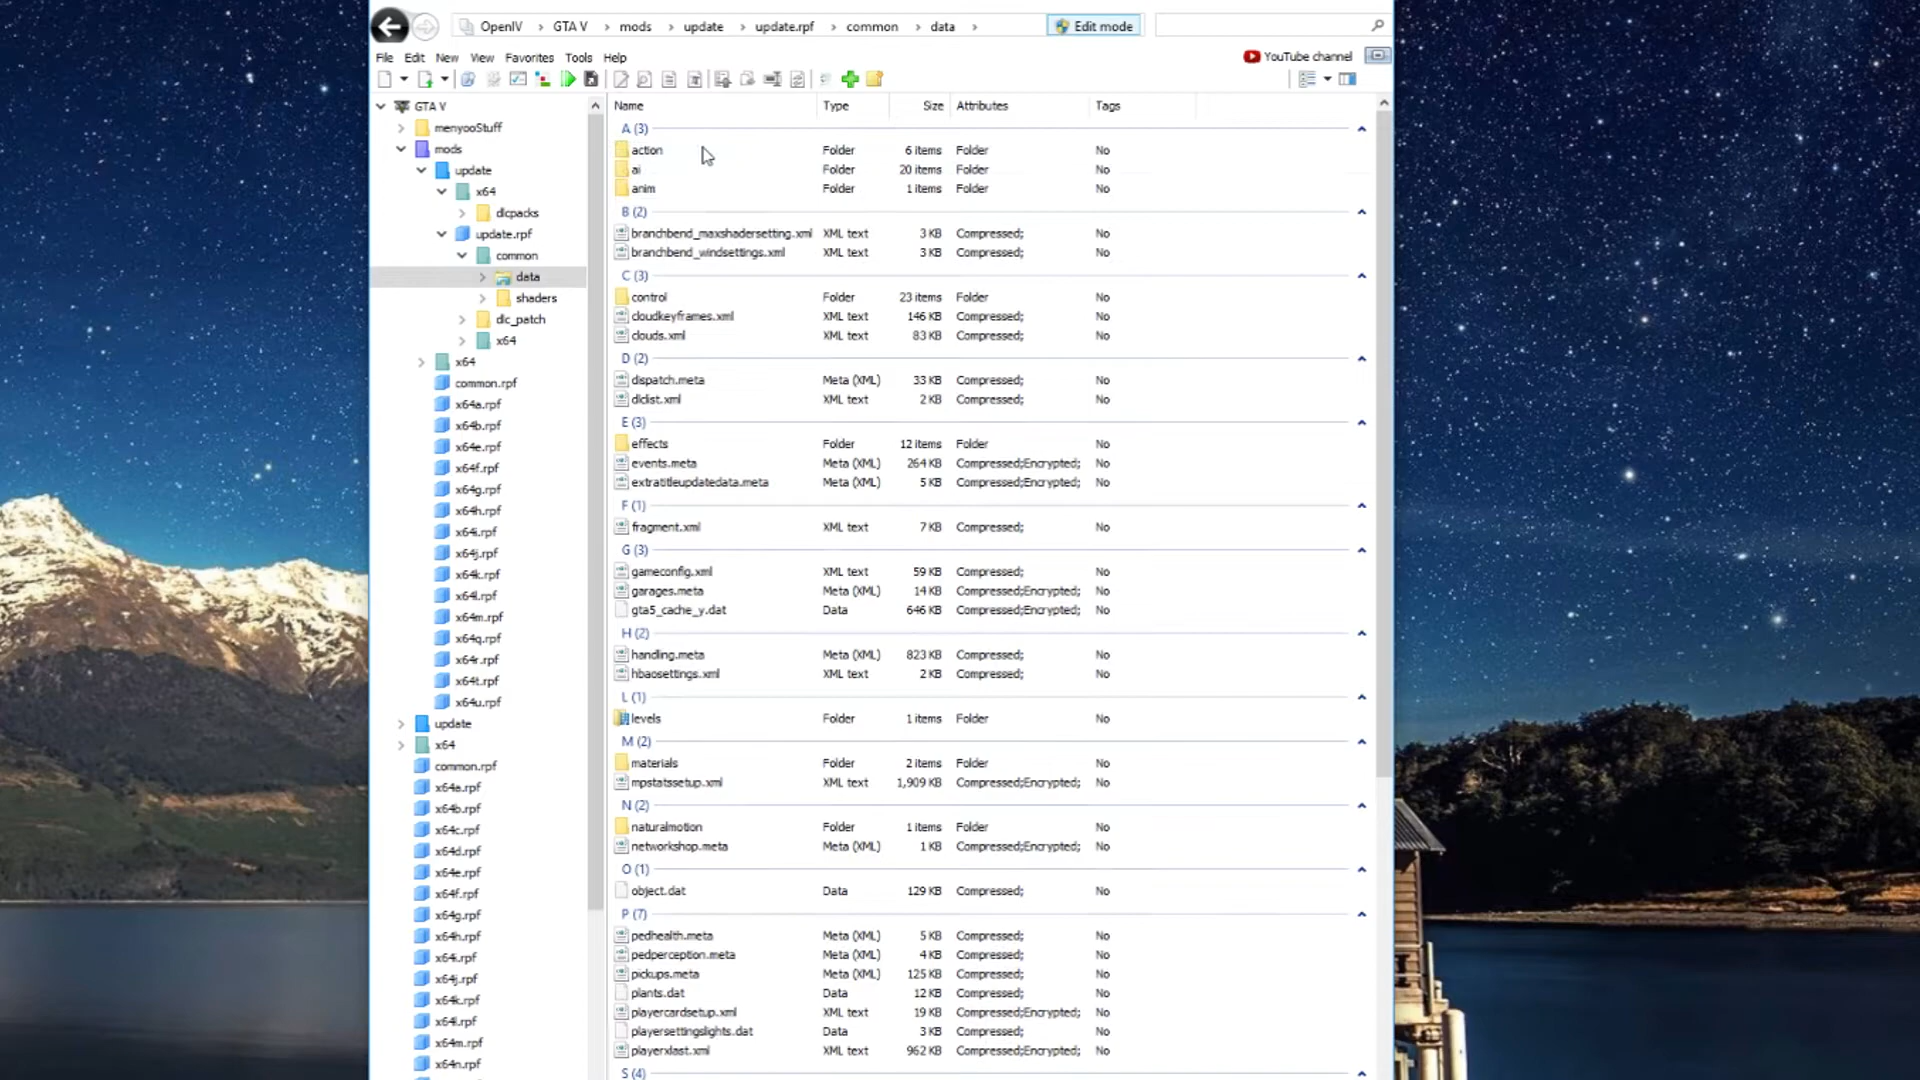 OpenIV > GTA V > mods > update > update.rpf > common > data > Edit mode
File Edit New View Favorites Tools Help YouTube channel
GTA V
menyooStuff
mods
update
x64
dlcpacks
update.rpf
common
data
shaders
dlc_patch
x64
x64
common.rpf
x64a.rpf
x64b.rpf
x64e.rpf
x64f.rpf
x64g.rpf
x64h.rpf
x64i.rpf
x64j.rpf
x64k.rpf
x64l.rpf
x64m.rpf
x64q.rpf
x64r.rpf
x64t.rpf
x64u.rpf
update
x64
common.rpf
x64a.rpf
x64b.rpf
x64c.rpf
x64d.rpf
x64e.rpf
x64f.rpf
x64g.rpf
x64h.rpf
x64i.rpf
x64j.rpf
x64k.rpf
x64l.rpf
x64m.rpf
x64n.rpf
Name Type Size Attributes Tags
A (3)
action Folder 6 items Folder No
ai Folder 20 items Folder No
anim Folder 1 items Folder No
B (2)
branchbend_maxshadersetting.xml XML text 3 KB Compressed; No
branchbend_windsettings.xml XML text 3 KB Compressed; No
C (3)
control Folder 23 items Folder No
cloudkeyframes.xml XML text 146 KB Compressed; No
clouds.xml XML text 83 KB Compressed; No
D (2)
dispatch.meta Meta (XML) 33 KB Compressed; No
dlclist.xml XML text 2 KB Compressed; No
E (3)
effects Folder 12 items Folder No
events.meta Meta (XML) 264 KB Compressed;Encrypted; No
extratitleupdatedata.meta Meta (XML) 5 KB Compressed;Encrypted; No
F (1)
fragment.xml XML text 7 KB Compressed; No
G (3)
gameconfig.xml XML text 59 KB Compressed; No
garages.meta Meta (XML) 14 KB Compressed;Encrypted; No
gta5_cache_y.dat Data 646 KB Compressed;Encrypted; No
H (2)
handling.meta Meta (XML) 823 KB Compressed; No
hbaosettings.xml XML text 2 KB Compressed; No
L (1)
levels Folder 1 items Folder No
M (2)
materials Folder 2 items Folder No
mpstatssetup.xml XML text 1,909 KB Compressed;Encrypted; No
N (2)
naturalmotion Folder 1 items Folder No
networkshop.meta Meta (XML) 1 KB Compressed;Encrypted; No
O (1)
object.dat Data 129 KB Compressed; No
P (7)
pedhealth.meta Meta (XML) 5 KB Compressed; No
pedperception.meta Meta (XML) 4 KB Compressed; No
pickups.meta Meta (XML) 125 KB Compressed; No
plants.dat Data 12 KB Compressed; No
playercardsetup.xml XML text 19 KB Compressed;Encrypted; No
playersettingslights.dat Data 3 KB Compressed; No
playerxlast.xml XML text 962 KB Compressed;Encrypted; No
S (4)